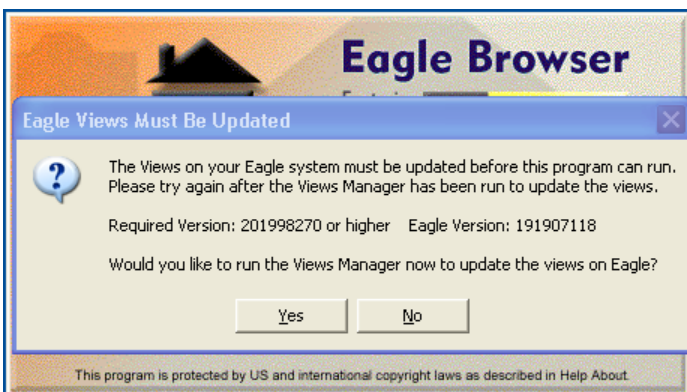 Eagle Browser
Eagle Views Must Be Updated
The Views on your Eagle system must be updated before this program can run.
Please try again after the Views Manager has been run to update the views.
Required Version: 201998270 or higher Eagle Version: 191907118
Would you like to run the Views Manager now to update the views on Eagle?
Yes No
This program is protected by US and international copyright laws as described in Help About.